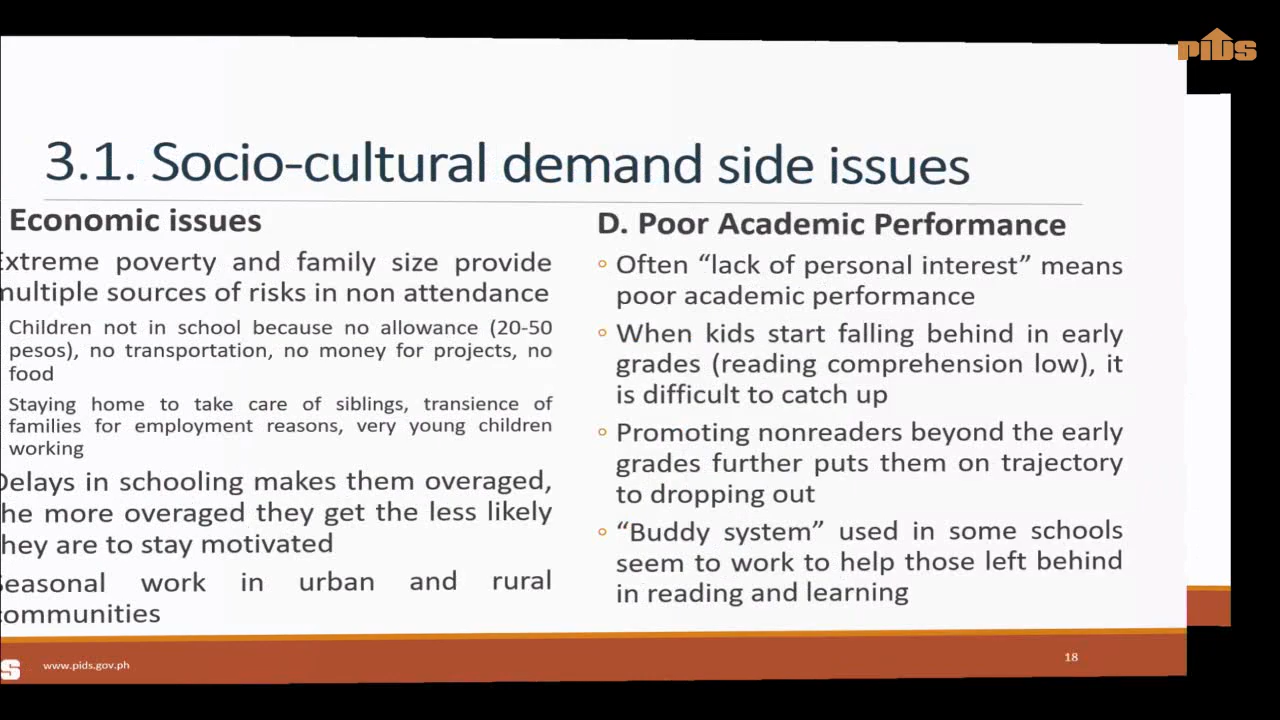 pids
3.1. Socio-cultural demand side issues
Economic issues
Extreme poverty and family size provide
multiple sources of risks in non attendance
Children not in school because no allowance (20-50
pesos), no transportation, no money for projects, no
food
Staying home to take care of siblings, transience of
families for employment reasons, very young children
working
Delays in schooling makes them overaged,
he more overaged they get the less likely
hey are to stay motivated
Seasonal work in urban and rural
communities
D. Poor Academic Performance
Often “lack of personal interest” means
poor academic performance
When kids start falling behind in early
grades (reading comprehension low), it
is difficult to catch up
Promoting nonreaders beyond the early
grades further puts them on trajectory
to dropping out
“Buddy system” used in some schools
seem to work to help those left behind
in reading and learning
s
www.pids.gov.ph
18